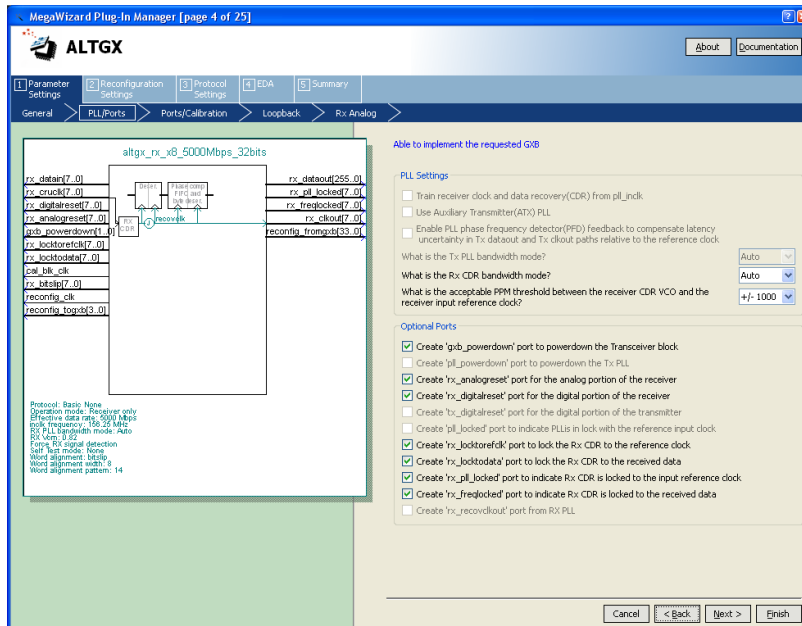 MegaWizard Plug-In Manager [page 4 of 25]
ALTGX
About
Documentation
1 Parameter Settings
2 Reconfiguration Settings
3 Protocol Settings
4 EDA
5 Summary
General
PLL/Ports
Ports/Calibration
Loopback
Rx Analog
altgx_rx_x8_5000Mbps_32bits
rx_datain[7..0]
rx_cruclk[7..0]
rx_digitalreset[7..0]
rx_analogreset[7..0]
gxb_powerdown[1..0]
rx_locktorefclk[7..0]
rx_locktodata[7..0]
cal_blk_clk
rx_bitslip[7..0]
reconfig_clk
reconfig_togxb[3..0]
Deser.
Phase comp
FIFO and
byte deser.
RX
CDR
recovclk
rx_dataout[255..0]
rx_pll_locked[7..0]
rx_freqlocked[7..0]
rx_clkout[7..0]
reconfig_fromgxb[33..0]
Protocol: Basic None
Operation mode: Receiver only
Effective data rate: 5000 Mbps
inclk frequency: 156.25 MHz
RX PLL bandwidth mode: Auto
RX Vcm: 0.82
Force RX signal detection
Self Test mode: None
Word alignment: bitslip
Word alignment width: 8
Word alignment pattern: 14
Able to implement the requested GXB
PLL Settings
Train receiver clock and data recovery(CDR) from pll_inclk
Use Auxiliary Transmitter(ATX) PLL
Enable PLL phase frequency detector(PFD) feedback to compensate latency
uncertainty in Tx dataout and Tx clkout paths relative to the reference clock
What is the Tx PLL bandwidth mode?
Auto
What is the Rx CDR bandwidth mode?
Auto
What is the acceptable PPM threshold between the receiver CDR VCO and the
receiver input reference clock?
+/- 1000
Optional Ports
Create 'gxb_powerdown' port to powerdown the Transceiver block
Create 'pll_powerdown' port to powerdown the Tx PLL
Create 'rx_analogreset' port for the analog portion of the receiver
Create 'rx_digitalreset' port for the digital portion of the receiver
Create 'tx_digitalreset' port for the digital portion of the transmitter
Create 'pll_locked' port to indicate PLLis in lock with the reference input clock
Create 'rx_locktorefclk' port to lock the Rx CDR to the reference clock
Create 'rx_locktodata' port to lock the Rx CDR to the received data
Create 'rx_pll_locked' port to indicate Rx CDR is locked to the input reference clock
Create 'rx_freqlocked' port to indicate Rx CDR is locked to the received data
Create 'rx_recovclkout' port from RX PLL
Cancel
< Back
Next >
Finish